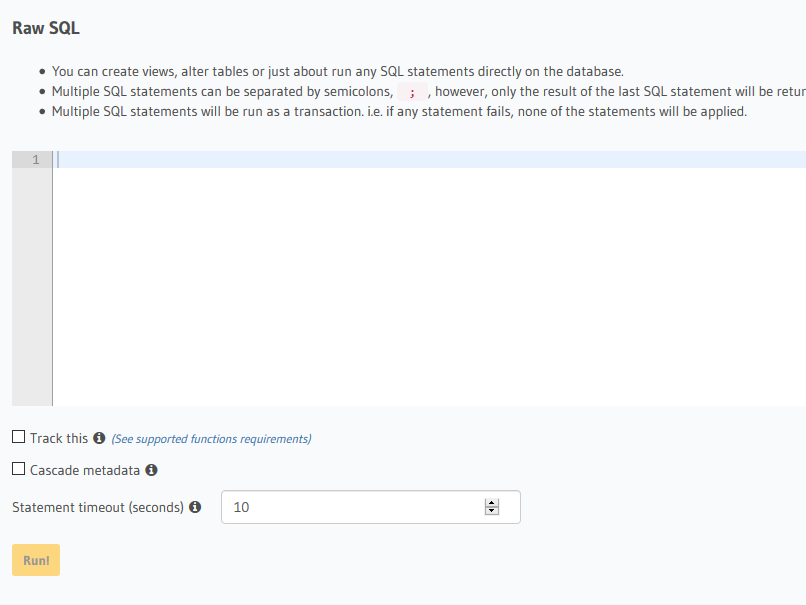 Raw SQL
You can create views, alter tables or just about run any SQL statements directly on the database.
Multiple SQL statements can be separated by semicolons, ; , however, only the result of the last SQL statement will be
Multiple SQL statements will be run as a transaction. i.e. if any statement fails, none of the statements will be applied.
1
Track this (See supported functions requirements)
Cascade metadata
Statement timeout (seconds) 10
Run!